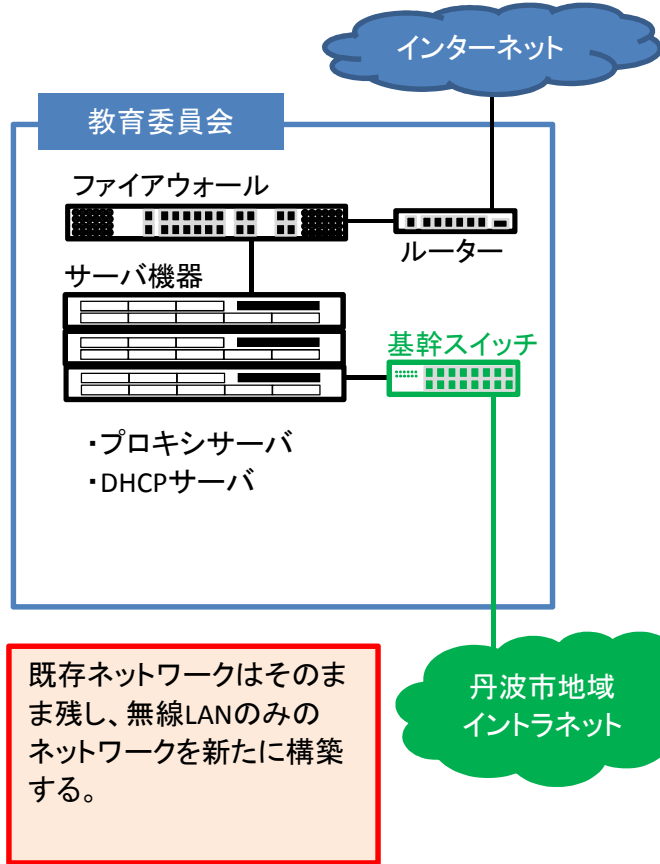 インターネット
教育委員会
ファイアウォール
ルーター
サーバ機器
基幹スイッチ
・プロキシサーバ
・DHCPサーバ
既存ネットワークはそのま
ま残し、無線LANのみの
ネットワークを新たに構築
する。
丹波市地域
イントラネット